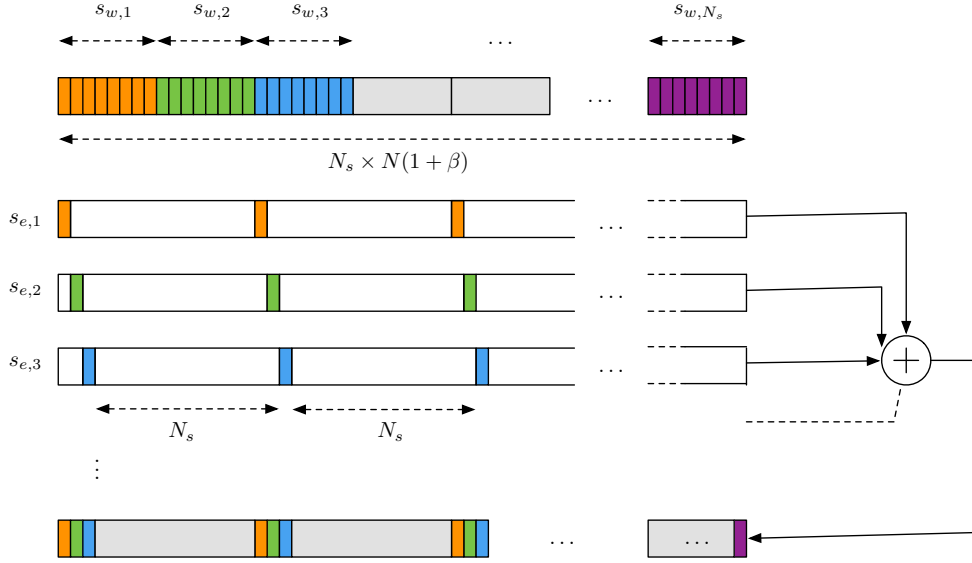 s_{w,1} s_{w,2} s_{w,3} s_{w,N_s}
...
...
N_s × N(1 + β)
s_{e,1}
...
s_{e,2}
...
s_{e,3}
...
+
N_s N_s
⋮
... ...